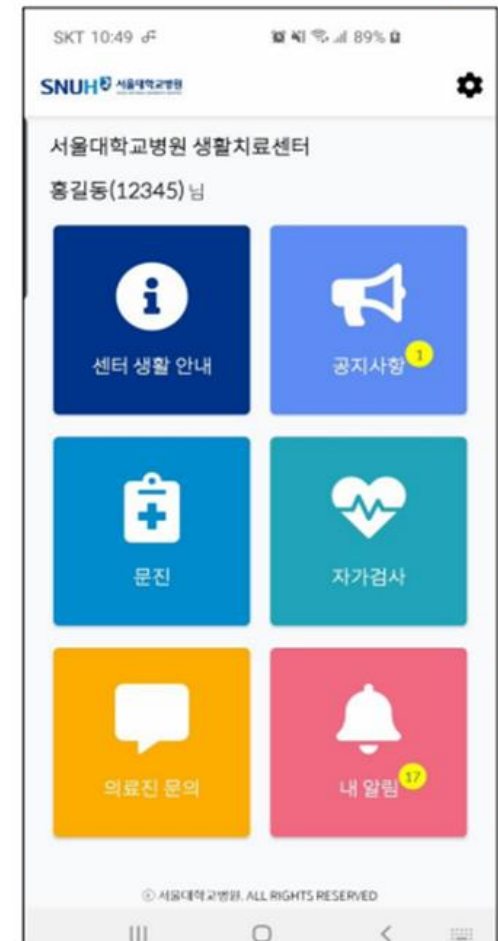 SKT 10:49
89%
SNUH 서울대학교병원
서울대학교병원 생활치료센터
홍길동(12345) 님
센터 생활 안내
공지사항 1
문진
자가검사
의료진 문의
내 알림 17
ⓒ 서울대학교병원. ALL RIGHTS RESERVED